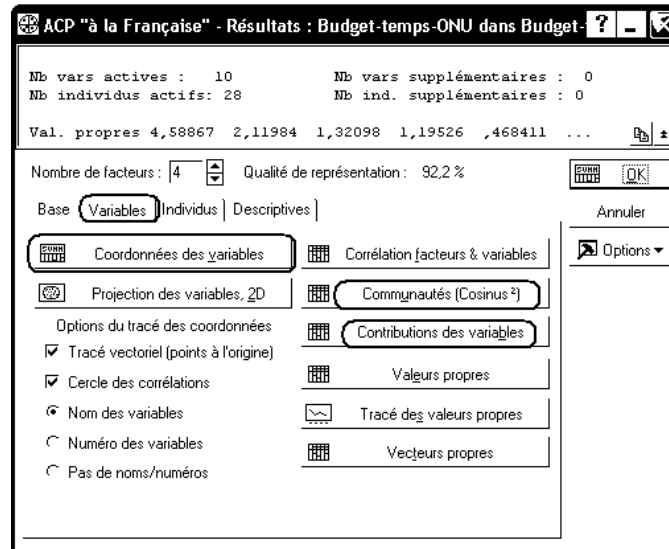 ACP "à la Française" - Résultats : Budget-temps-ONU dans Budget-
Nb vars actives : 10 Nb vars supplémentaires : 0
Nb individus actifs: 28 Nb ind. supplémentaires : 0
Val. propres 4,58867 2,11984 1,32098 1,19526 ,468411 ...
Nombre de facteurs : 4 Qualité de représentation : 92,2 %
OK
Base Variables Individus Descriptives
Annuler
Coordonnées des variables
Corrélation facteurs & variables
Options
Projection des variables, 2D
Communautés (Cosinus ²)
Options du tracé des coordonnées
Contributions des variables
Tracé vectoriel (points à l'origine)
Cercle des corrélations
Valeurs propres
Nom des variables
Tracé des valeurs propres
Numéro des variables
Vecteurs propres
Pas de noms/numéros